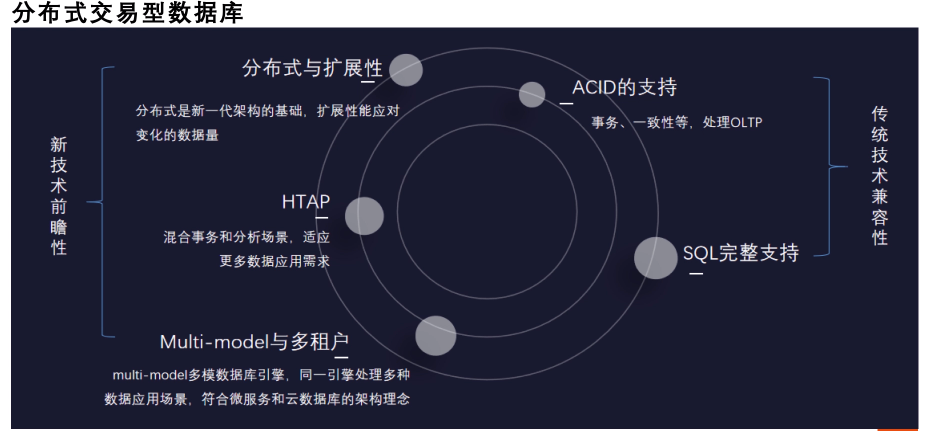 分布式交易型数据库
新技术前瞻性
分布式与扩展性
分布式是新一代架构的基础，扩展性能应对
变化的数据量
HTAP
混合事务和分析场景，适应
更多数据应用需求
Multi-model与多租户
multi-model多模数据库引擎，同一引擎处理多种
数据应用场景，符合微服务和云数据库的架构理念
ACID的支持
事务、一致性等，处理OLTP
SQL完整支持
传统技术兼容性